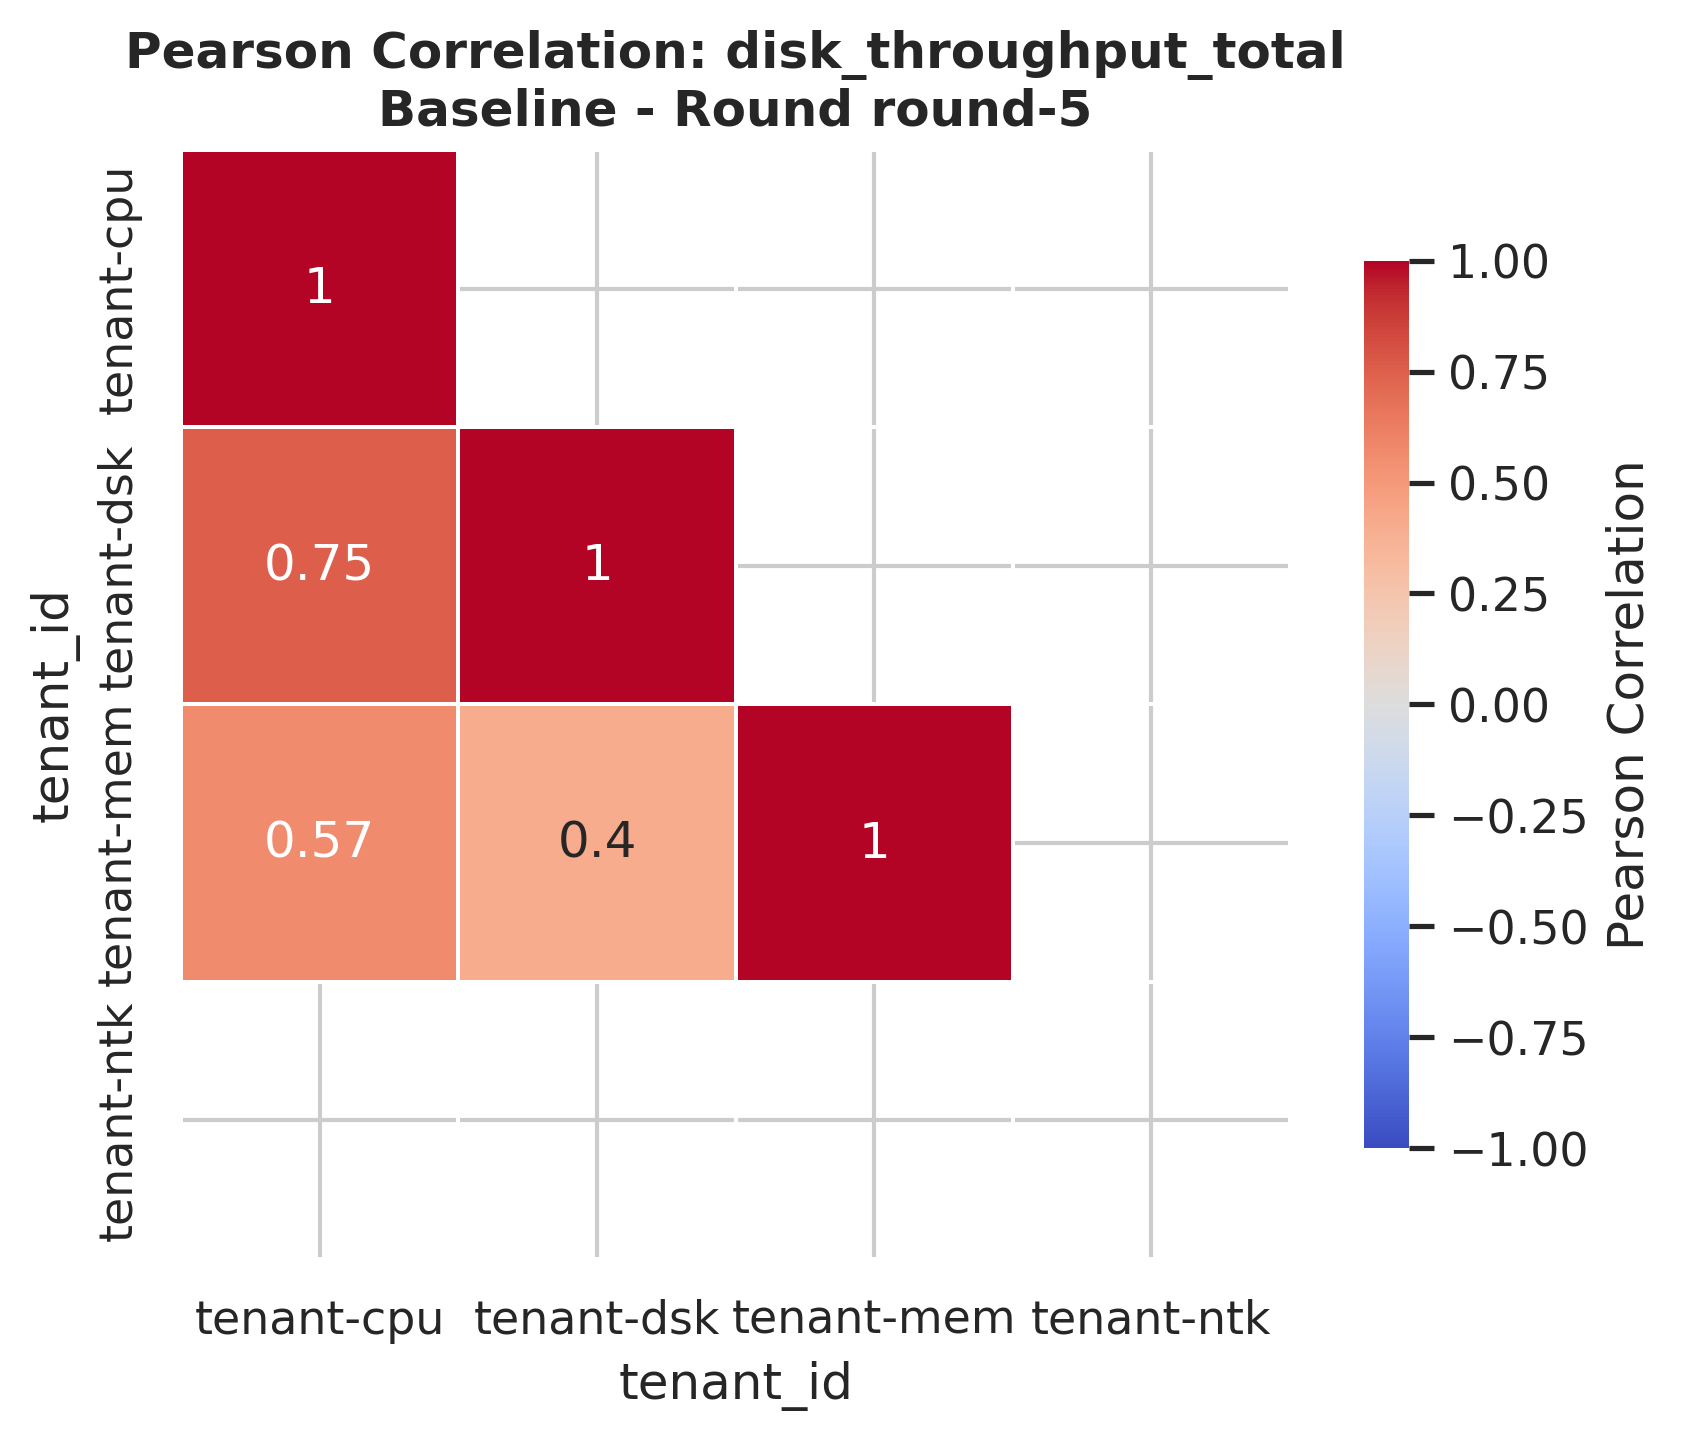 Pearson Correlation: disk_throughput_total
Baseline - Round round-5
tenant_id
tenant-cpu
tenant-dsk
tenant-mem
tenant-ntk
1
0.75
1
0.57
0.4
1
tenant-cpu
tenant-dsk
tenant-mem
tenant-ntk
tenant_id
1.00
0.75
0.50
0.25
0.00
−0.25
−0.50
−0.75
−1.00
Pearson Correlation